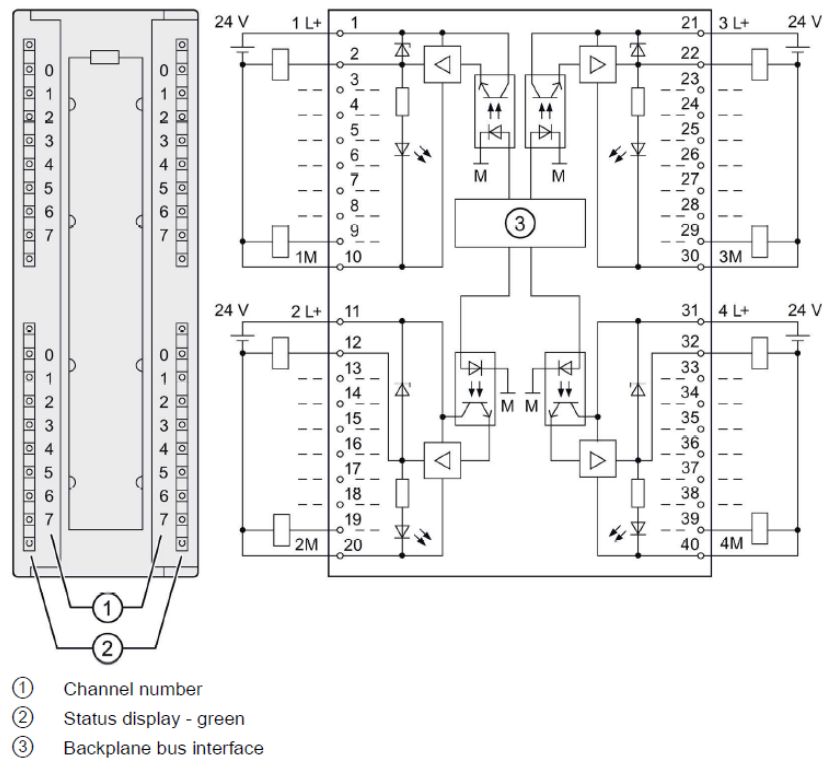 24 V 1 L+ 1 21 3 L+ 24 V
2 22
0 0 3 23
1 1 4 24
2 2 5 25
3 3 6 26
4 4 7 27
5 5 8 28
6 6 9 29
7 7 1M 10 30 3M
M M
3
24 V 2 L+ 11 31 4 L+ 24 V
12 32
0 0 13 33
1 1 14 34
2 2 15 35
3 3 16 36
4 4 17 37
5 5 18 38
6 6 19 39
7 7 2M 20 40 4M
M M
1
2
1 Channel number
2 Status display - green
3 Backplane bus interface